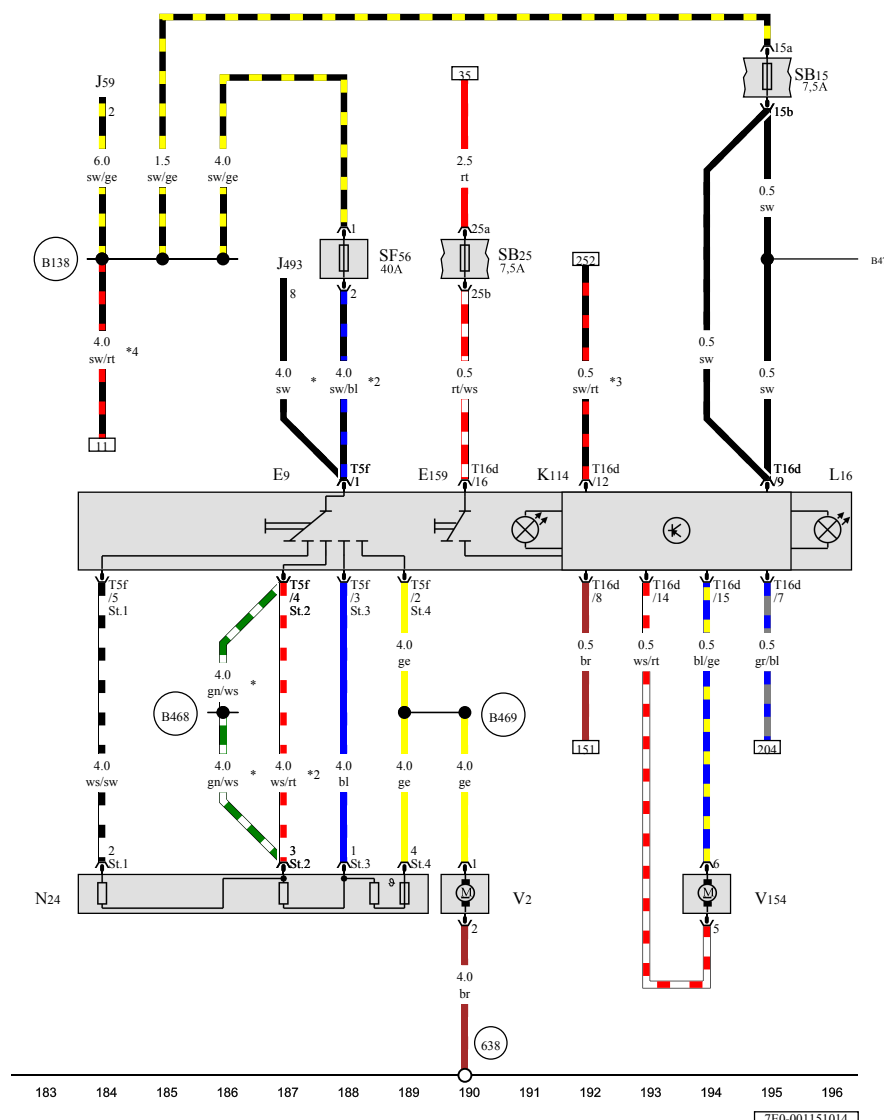 15a
SB15
7,5A
15b
J59
2
35
6.0
sw/ge
1.5
sw/ge
4.0
sw/ge
2.5
rt
0.5
sw
B138
1
SF56
40A
2
J493
8
25a
SB25
7,5A
25b
252
B4
4.0
sw/rt
*4
11
4.0
sw
*
4.0
sw/bl
*2
0.5
rt/ws
0.5
sw/rt
*3
0.5
sw
0.5
sw
E9
T5f
/1
E159
T16d
/16
K114
T16d
/12
T16d
/9
L16
T5f
/5
St.1
T5f
/4
St.2
T5f
/3
St.3
T5f
/2
St.4
T16d
/8
T16d
/14
T16d
/15
T16d
/7
4.0
gn/ws
*
4.0
ge
0.5
br
0.5
ws/rt
0.5
bl/ge
0.5
gr/bl
B468
B469
151
204
4.0
ws/sw
4.0
gn/ws
*
4.0
ws/rt
*2
4.0
bl
4.0
ge
4.0
ge
2
St.1
3
St.2
1
St.3
4
St.4
1
6
N24
ϑ
M
V2
M
V154
2
5
4.0
br
638
183 184 185 186 187 188 189 190 191 192 193 194 195 196
7E0-001151014